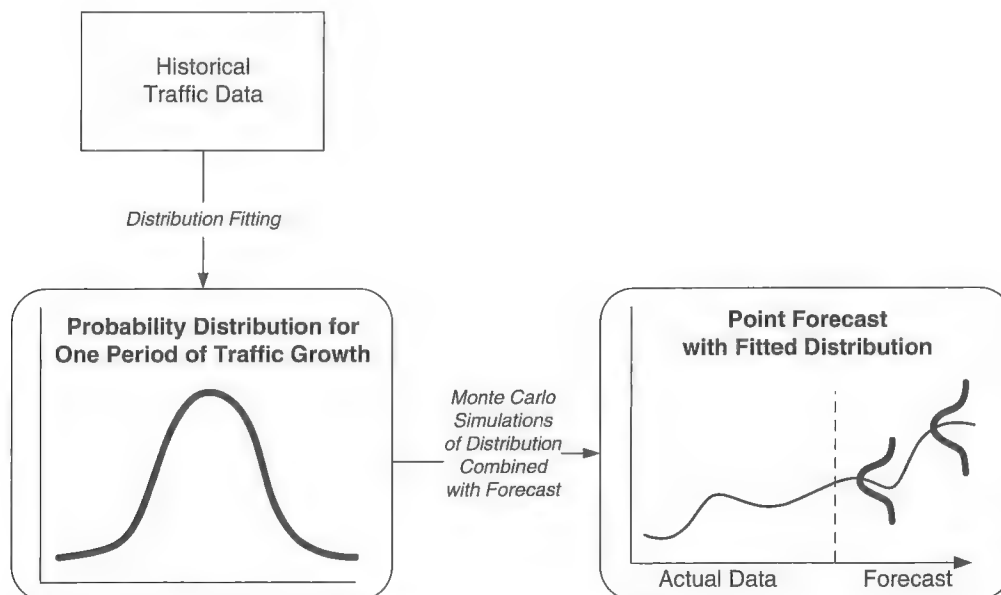 Historical
Traffic Data
Distribution Fitting
Probability Distribution for
One Period of Traffic Growth
Monte Carlo
Simulations
of Distribution
Combined
with Forecast
Point Forecast
with Fitted Distribution
Actual Data
Forecast